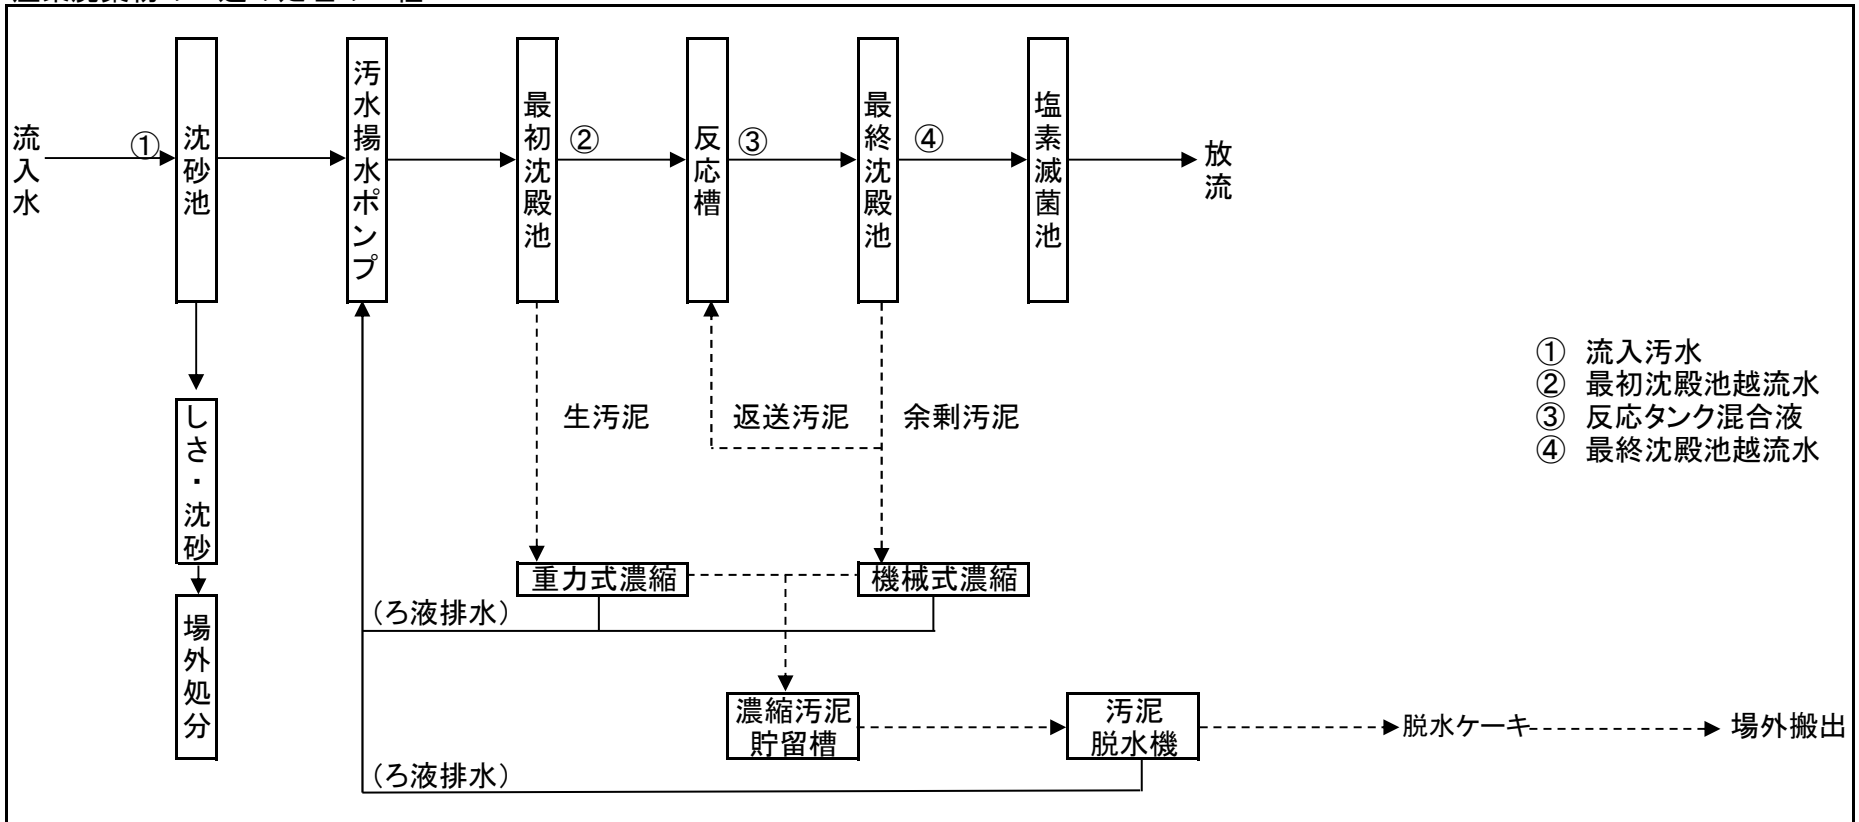 流入水
①
沈砂池
汚水揚水ポンプ
最初沈殿池
②
反応槽
③
最終沈殿池
④
塩素滅菌池
放流
① 流入汚水
② 最初沈殿池越流水
③ 反応タンク混合液
④ 最終沈殿池越流水
しさ・沈砂
生汚泥
返送汚泥
余剰汚泥
重力式濃縮
機械式濃縮
(ろ液排水)
場外処分
濃縮汚泥
貯留槽
汚泥
脱水機
脱水ケーキ
場外搬出
(ろ液排水)